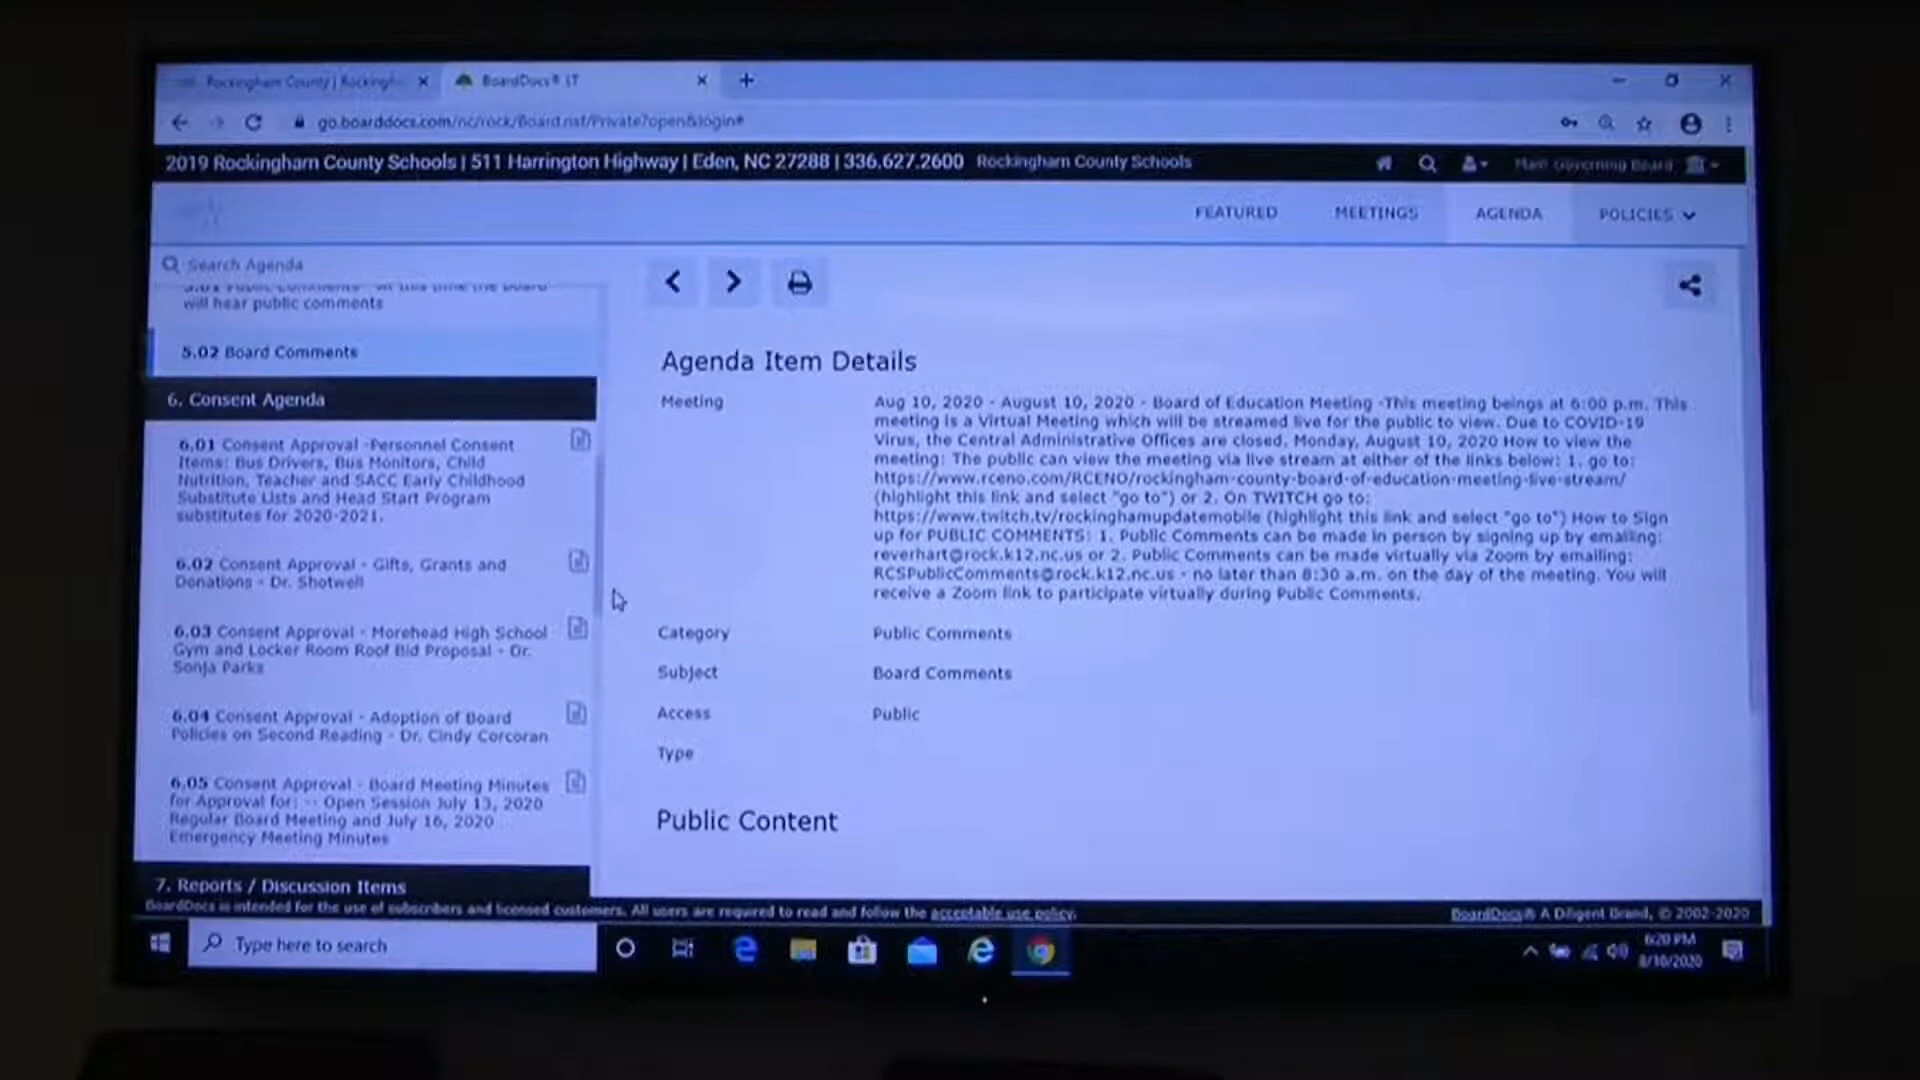 Rockingham County | Rockingh
BoardDocs® LT
go.boarddocs.com/nc/rock/Board.nsf/Private?open&login#
2019 Rockingham County Schools | 511 Harrington Highway | Eden, NC 27288 | 336.627.2600 Rockingham County Schools
Main Governing Board
FEATURED MEETINGS AGENDA POLICIES
Search Agenda
5.01 Public Comments - At this time the Board
will hear public comments
5.02 Board Comments
6. Consent Agenda
6.01 Consent Approval -Personnel Consent
Items: Bus Drivers, Bus Monitors, Child
Nutrition, Teacher and SACC Early Childhood
Substitute Lists and Head Start Program
substitutes for 2020-2021.
6.02 Consent Approval - Gifts, Grants and
Donations - Dr. Shotwell
6.03 Consent Approval - Morehead High School
Gym and Locker Room Roof Bid Proposal - Dr.
Sonja Parks
6.04 Consent Approval - Adoption of Board
Policies on Second Reading - Dr. Cindy Corcoran
6.05 Consent Approval - Board Meeting Minutes
for Approval for: -- Open Session July 13, 2020
Regular Board Meeting and July 16, 2020
Emergency Meeting Minutes
7. Reports / Discussion Items
Agenda Item Details
Meeting
Aug 10, 2020 - August 10, 2020 - Board of Education Meeting -This meeting beings at 6:00 p.m. This
meeting is a Virtual Meeting which will be streamed live for the public to view. Due to COVID-19
Virus, the Central Administrative Offices are closed. Monday, August 10, 2020 How to view the
meeting: The public can view the meeting via live stream at either of the links below: 1. go to:
https://www.rceno.com/RCENO/rockingham-county-board-of-education-meeting-live-stream/
(highlight this link and select "go to") or 2. On TWITCH go to:
https://www.twitch.tv/rockinghamupdatemobile (highlight this link and select "go to") How to Sign
up for PUBLIC COMMENTS: 1. Public Comments can be made in person by signing up by emailing:
reverhart@rock.k12.nc.us or 2. Public Comments can be made virtually via Zoom by emailing:
RCSPublicComments@rock.k12.nc.us - no later than 8:30 a.m. on the day of the meeting. You will
receive a Zoom link to participate virtually during Public Comments.
Category Public Comments
Subject Board Comments
Access Public
Type
Public Content
BoardDocs is intended for the use of subscribers and licensed customers. All users are required to read and follow the acceptable use policy.
BoardDocs® A Diligent Brand, © 2002-2020
Type here to search
6:20 PM
8/10/2020